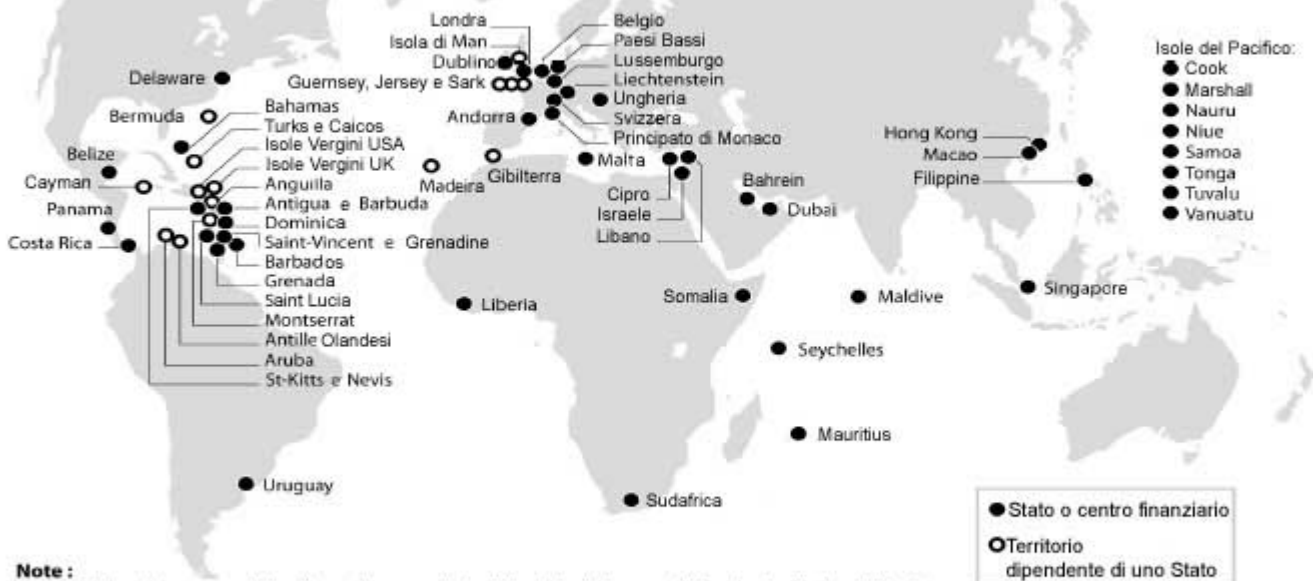 Londra
Isola di Man
Dublino
Guernsey, Jersey e Sark
Andorra
Belgio
Paesi Bassi
Lussemburgo
Liechtenstein
Ungheria
Svizzera
Principato di Monaco
Delaware
Bermuda
Belize
Cayman
Panama
Costa Rica
Bahamas
Turks e Caicos
Isole Vergini USA
Isole Vergini UK
Anguilla
Antigua e Barbuda
Dominica
Saint-Vincent e Grenadine
Barbados
Grenada
Saint Lucia
Montserrat
Antille Olandesi
Aruba
St-Kitts e Nevis
Madeira
Gibilterra
Malta
Cipro
Israele
Libano
Bahrein
Dubai
Hong Kong
Macao
Filippine
Isole del Pacifico:
Cook
Marshall
Nauru
Niue
Samoa
Tonga
Tuvalu
Vanuatu
Liberia
Somalia
Maldive
Singapore
Seychelles
Mauritius
Uruguay
Sudafrica
Stato o centro finanziario
Territorio
dipendente di uno Stato
Note :